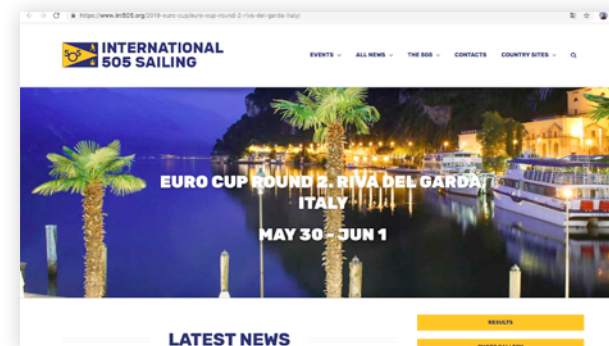 https://www.int505.org/2019-euro-cup/euro-cup-round-2-riva-del-garda-italy/
505
INTERNATIONAL
505 SAILING
EVENTS ALL NEWS THE 505 CONTACTS COUNTRY SITES
EURO CUP ROUND 2. RIVA DEL GARDA,
ITALY
MAY 30 - JUN 1
RESULTS
LATEST NEWS